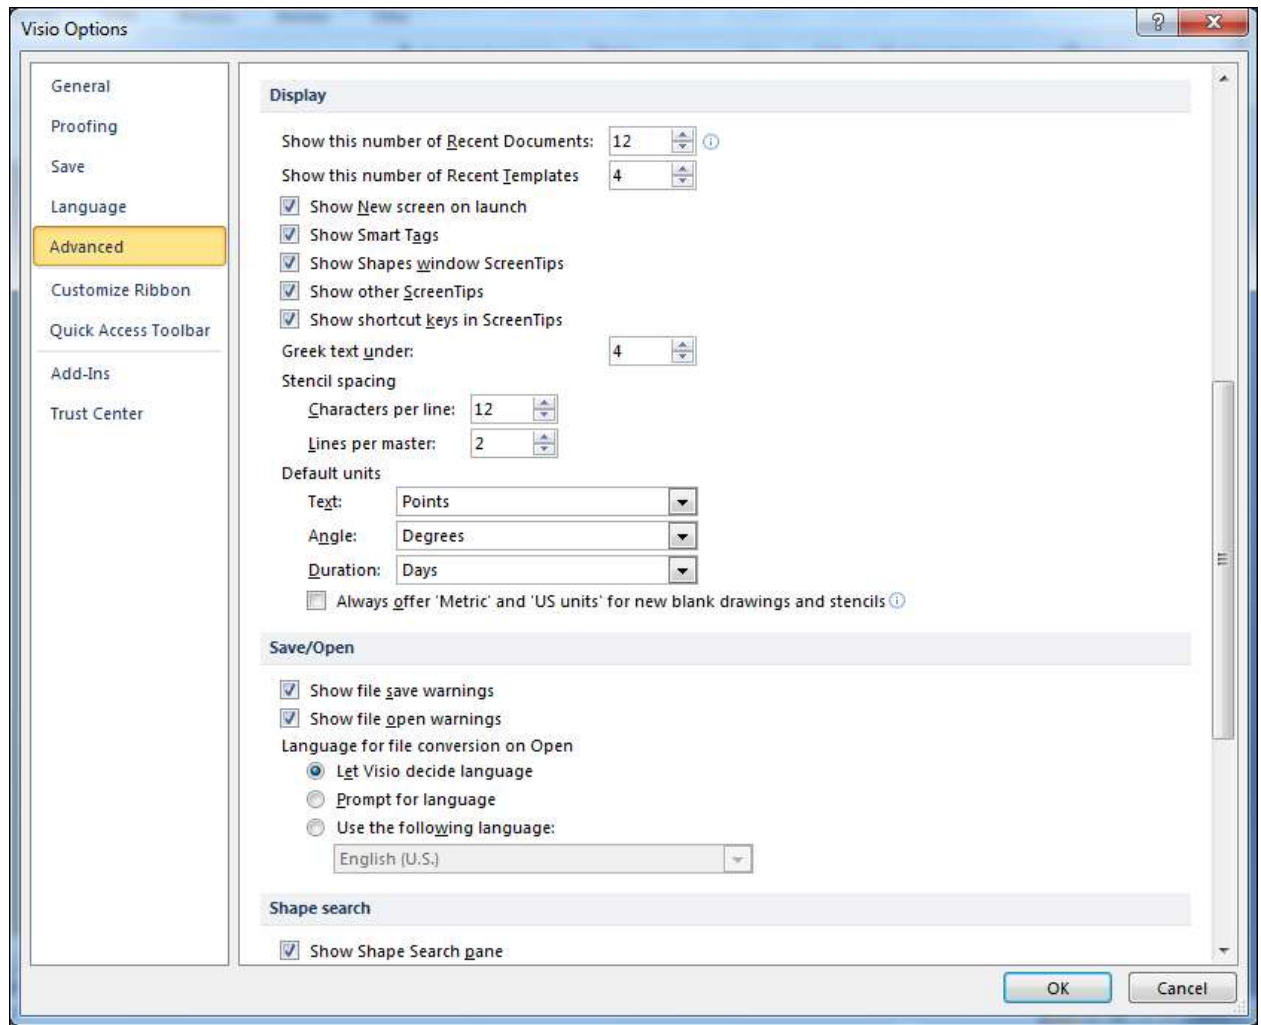 Visio Options
General
Proofing
Save
Language
Advanced
Customize Ribbon
Quick Access Toolbar
Add-Ins
Trust Center
Display
Show this number of Recent Documents: 12
Show this number of Recent Templates 4
Show New screen on launch
Show Smart Tags
Show Shapes window ScreenTips
Show other ScreenTips
Show shortcut keys in ScreenTips
Greek text under: 4
Stencil spacing
Characters per line: 12
Lines per master: 2
Default units
Text: Points
Angle: Degrees
Duration: Days
Always offer 'Metric' and 'US units' for new blank drawings and stencils
Save/Open
Show file save warnings
Show file open warnings
Language for file conversion on Open
Let Visio decide language
Prompt for language
Use the following language:
English (U.S.)
Shape search
Show Shape Search pane
OK Cancel